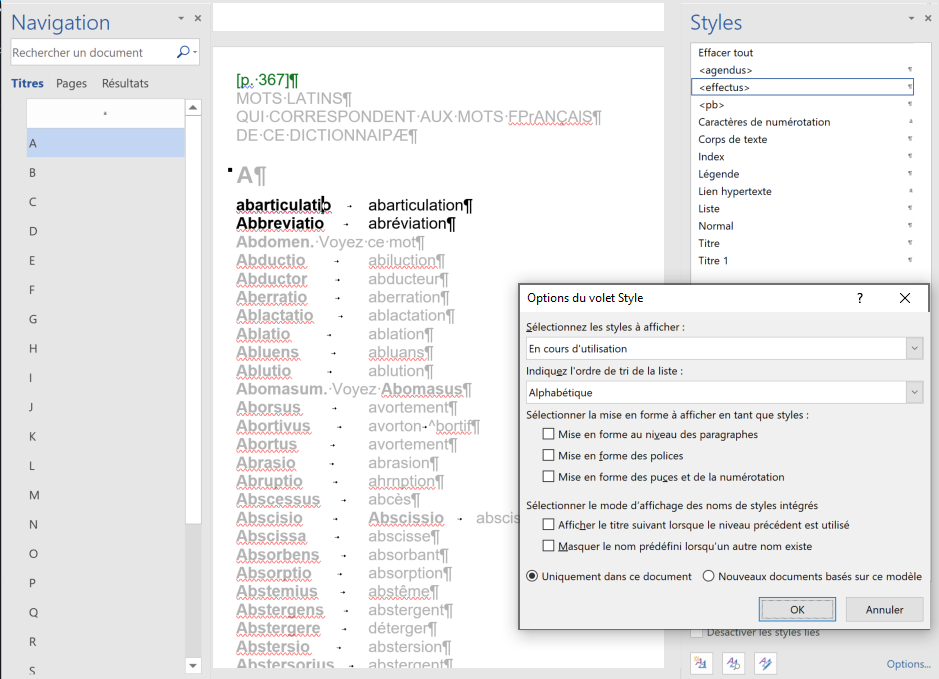 Navigation
Rechercher un document
Titres Pages Résultats
A
B
C
D
E
F
G
H
I
J
K
L
M
N
O
P
Q
R
S
[p.·367]¶
MOTS·LATINS¶
QUI·CORRESPONDENT·AUX·MOTS·FPrANÇAIS¶
DE·CE·DICTIONNAIPÆ¶
A¶
abarticulatio → abarticulation¶
Abbreviatio → abréviation¶
Abdomen.·Voyez·ce·mot¶
Abductio → abiluction¶
Abductor → abducteur¶
Aberratio → aberration¶
Ablactatio → ablactation¶
Ablatio → ablation¶
Abluens → abluans¶
Ablutio → ablution¶
Abomasum.·Voyez·Abomasus¶
Aborsus → avortement¶
Abortivus → avorton→^bortif¶
Abortus → avortement¶
Abrasio → abrasion¶
Abruptio → ahrnption¶
Abscessus → abcès¶
Abscisio → Abscissio → abscis
Abscissa → abscisse¶
Absorbens → absorbant¶
Absorptio → absorption¶
Abstemius → abstême¶
Abstergens → abstergent¶
Abstergere → déterger¶
Abstersio → abstersion¶
Abstersorius → abstergent¶
Styles
Effacer tout
<agendus> ¶
<effectus> ¶
<pb> ¶
Caractères de numérotation a
Corps de texte ¶
Index ¶
Légende ¶
Lien hypertexte a
Liste ¶
Normal ¶
Titre ¶
Titre 1 ¶
Options du volet Style ?
Sélectionnez les styles à afficher :
En cours d'utilisation
Indiquez l'ordre de tri de la liste :
Alphabétique
Sélectionner la mise en forme à afficher en tant que styles :
Mise en forme au niveau des paragraphes
Mise en forme des polices
Mise en forme des puces et de la numérotation
Sélectionner le mode d'affichage des noms de styles intégrés
Afficher le titre suivant lorsque le niveau précédent est utilisé
Masquer le nom prédéfini lorsqu'un autre nom existe
Uniquement dans ce document Nouveaux documents basés sur ce modèle
OK Annuler
Désactiver les styles liés
Options...